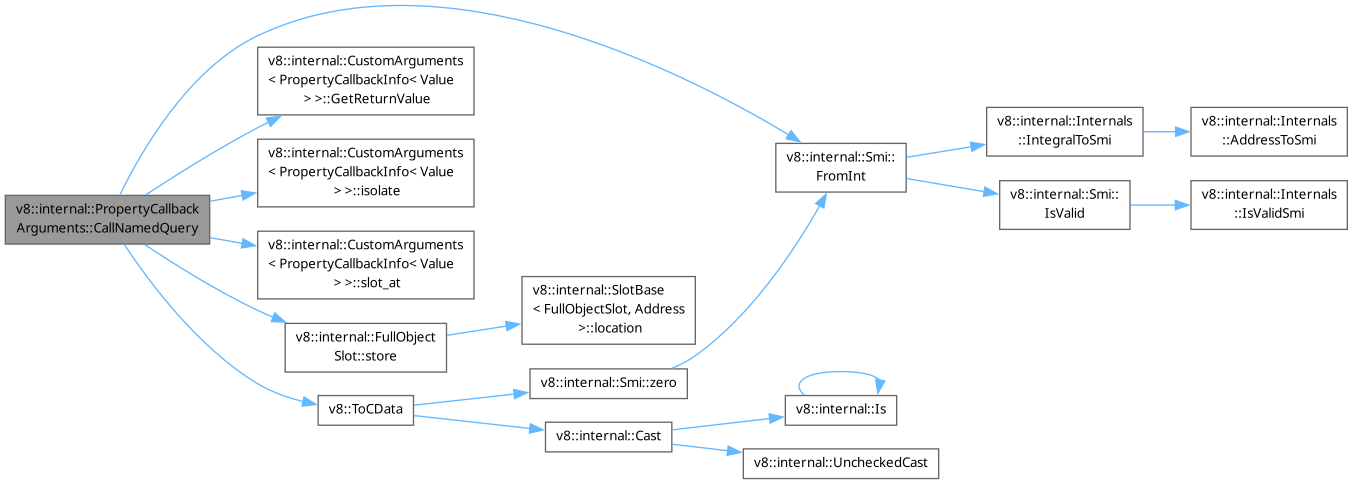 v8::internal::PropertyCallback
Arguments::CallNamedQuery
v8::internal::CustomArguments
< PropertyCallbackInfo< Value
> >::GetReturnValue
v8::internal::CustomArguments
< PropertyCallbackInfo< Value
> >::isolate
v8::internal::CustomArguments
< PropertyCallbackInfo< Value
> >::slot_at
v8::internal::FullObject
Slot::store
v8::ToCData
v8::internal::SlotBase
< FullObjectSlot, Address
>::location
v8::internal::Smi::zero
v8::internal::Cast
v8::internal::Smi::
FromInt
v8::internal::Is
v8::internal::UncheckedCast
v8::internal::Internals
::IntegralToSmi
v8::internal::Smi::
IsValid
v8::internal::Internals
::AddressToSmi
v8::internal::Internals
::IsValidSmi